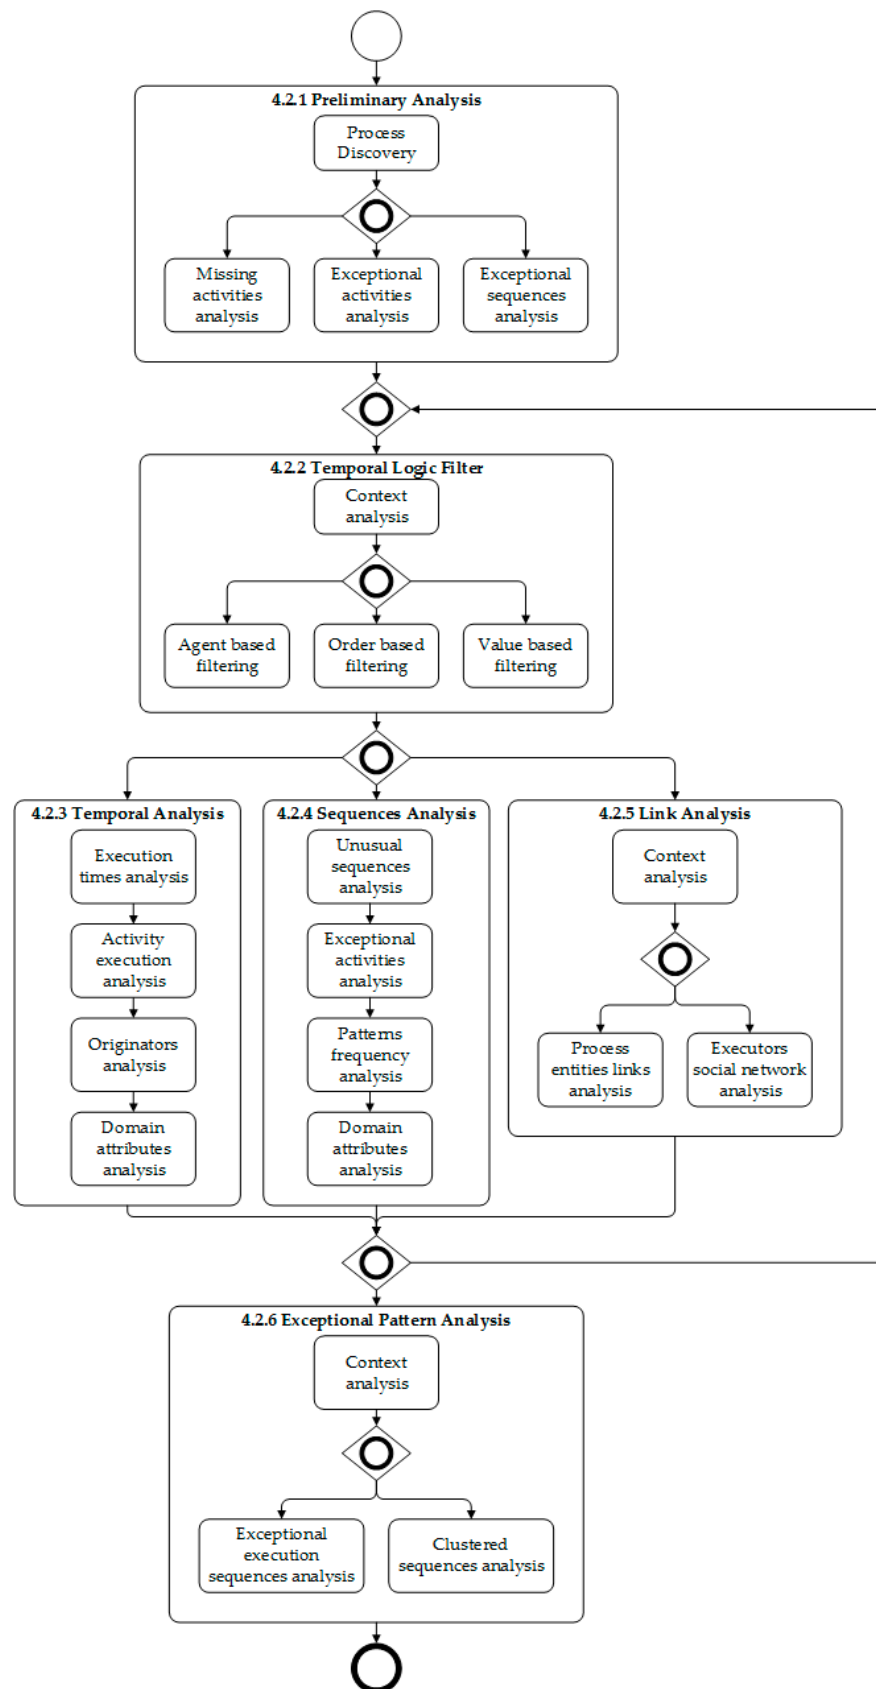 4.2.1 Preliminary Analysis
Process
Discovery
Missing
activities
analysis
Exceptional
activities
analysis
Exceptional
sequences
analysis
4.2.2 Temporal Logic Filter
Context
analysis
Agent based
filtering
Order based
filtering
Value based
filtering
4.2.3 Temporal Analysis
Execution
times analysis
Activity
execution
analysis
Originators
analysis
Domain
attributes
analysis
4.2.4 Sequences Analysis
Unusual
sequences
analysis
Exceptional
activities
analysis
Patterns
frequency
analysis
Domain
attributes
analysis
4.2.5 Link Analysis
Context
analysis
Process
entities links
analysis
Executors
social network
analysis
4.2.6 Exceptional Pattern Analysis
Context
analysis
Exceptional
execution
sequences analysis
Clustered
sequences analysis